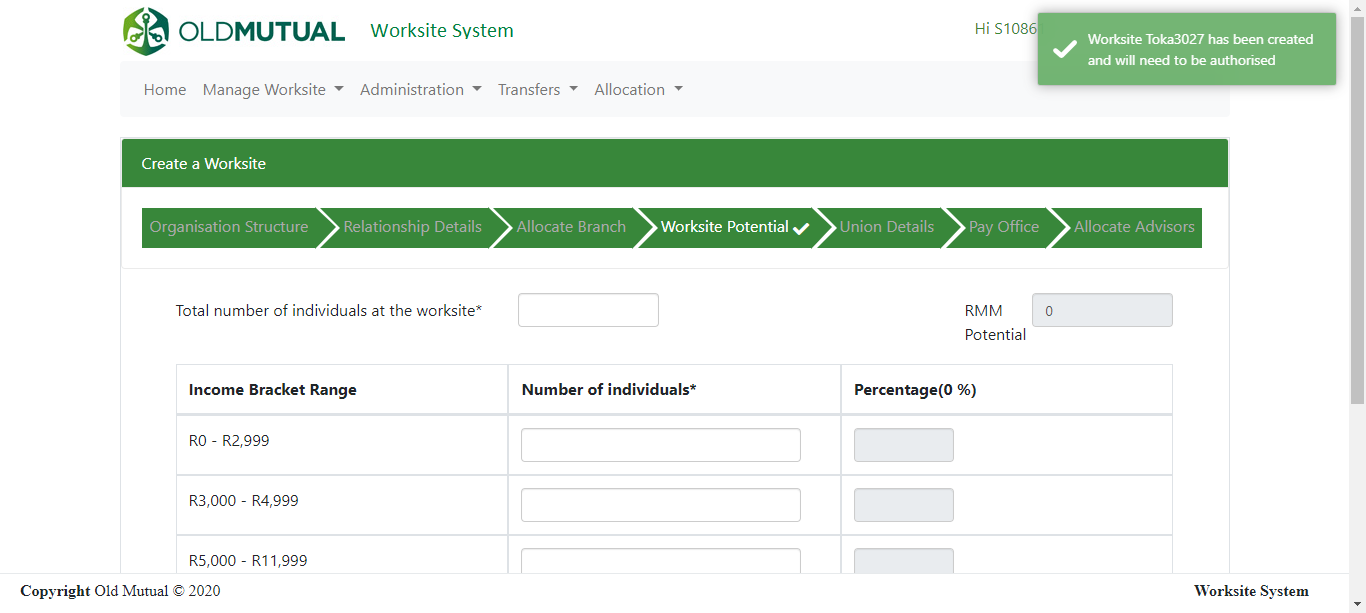 OLDMUTUAL Worksite System
Hi S1086
Worksite Toka3027 has been created
and will need to be authorised
Home Manage Worksite Administration Transfers Allocation
Create a Worksite
Organisation Structure Relationship Details Allocate Branch Worksite Potential Union Details Pay Office Allocate Advisors
Total number of individuals at the worksite*
RMM
Potential
0
Income Bracket Range Number of individuals* Percentage(0 %)
R0 - R2,999
R3,000 - R4,999
R5,000 - R11,999
Copyright Old Mutual © 2020 Worksite System